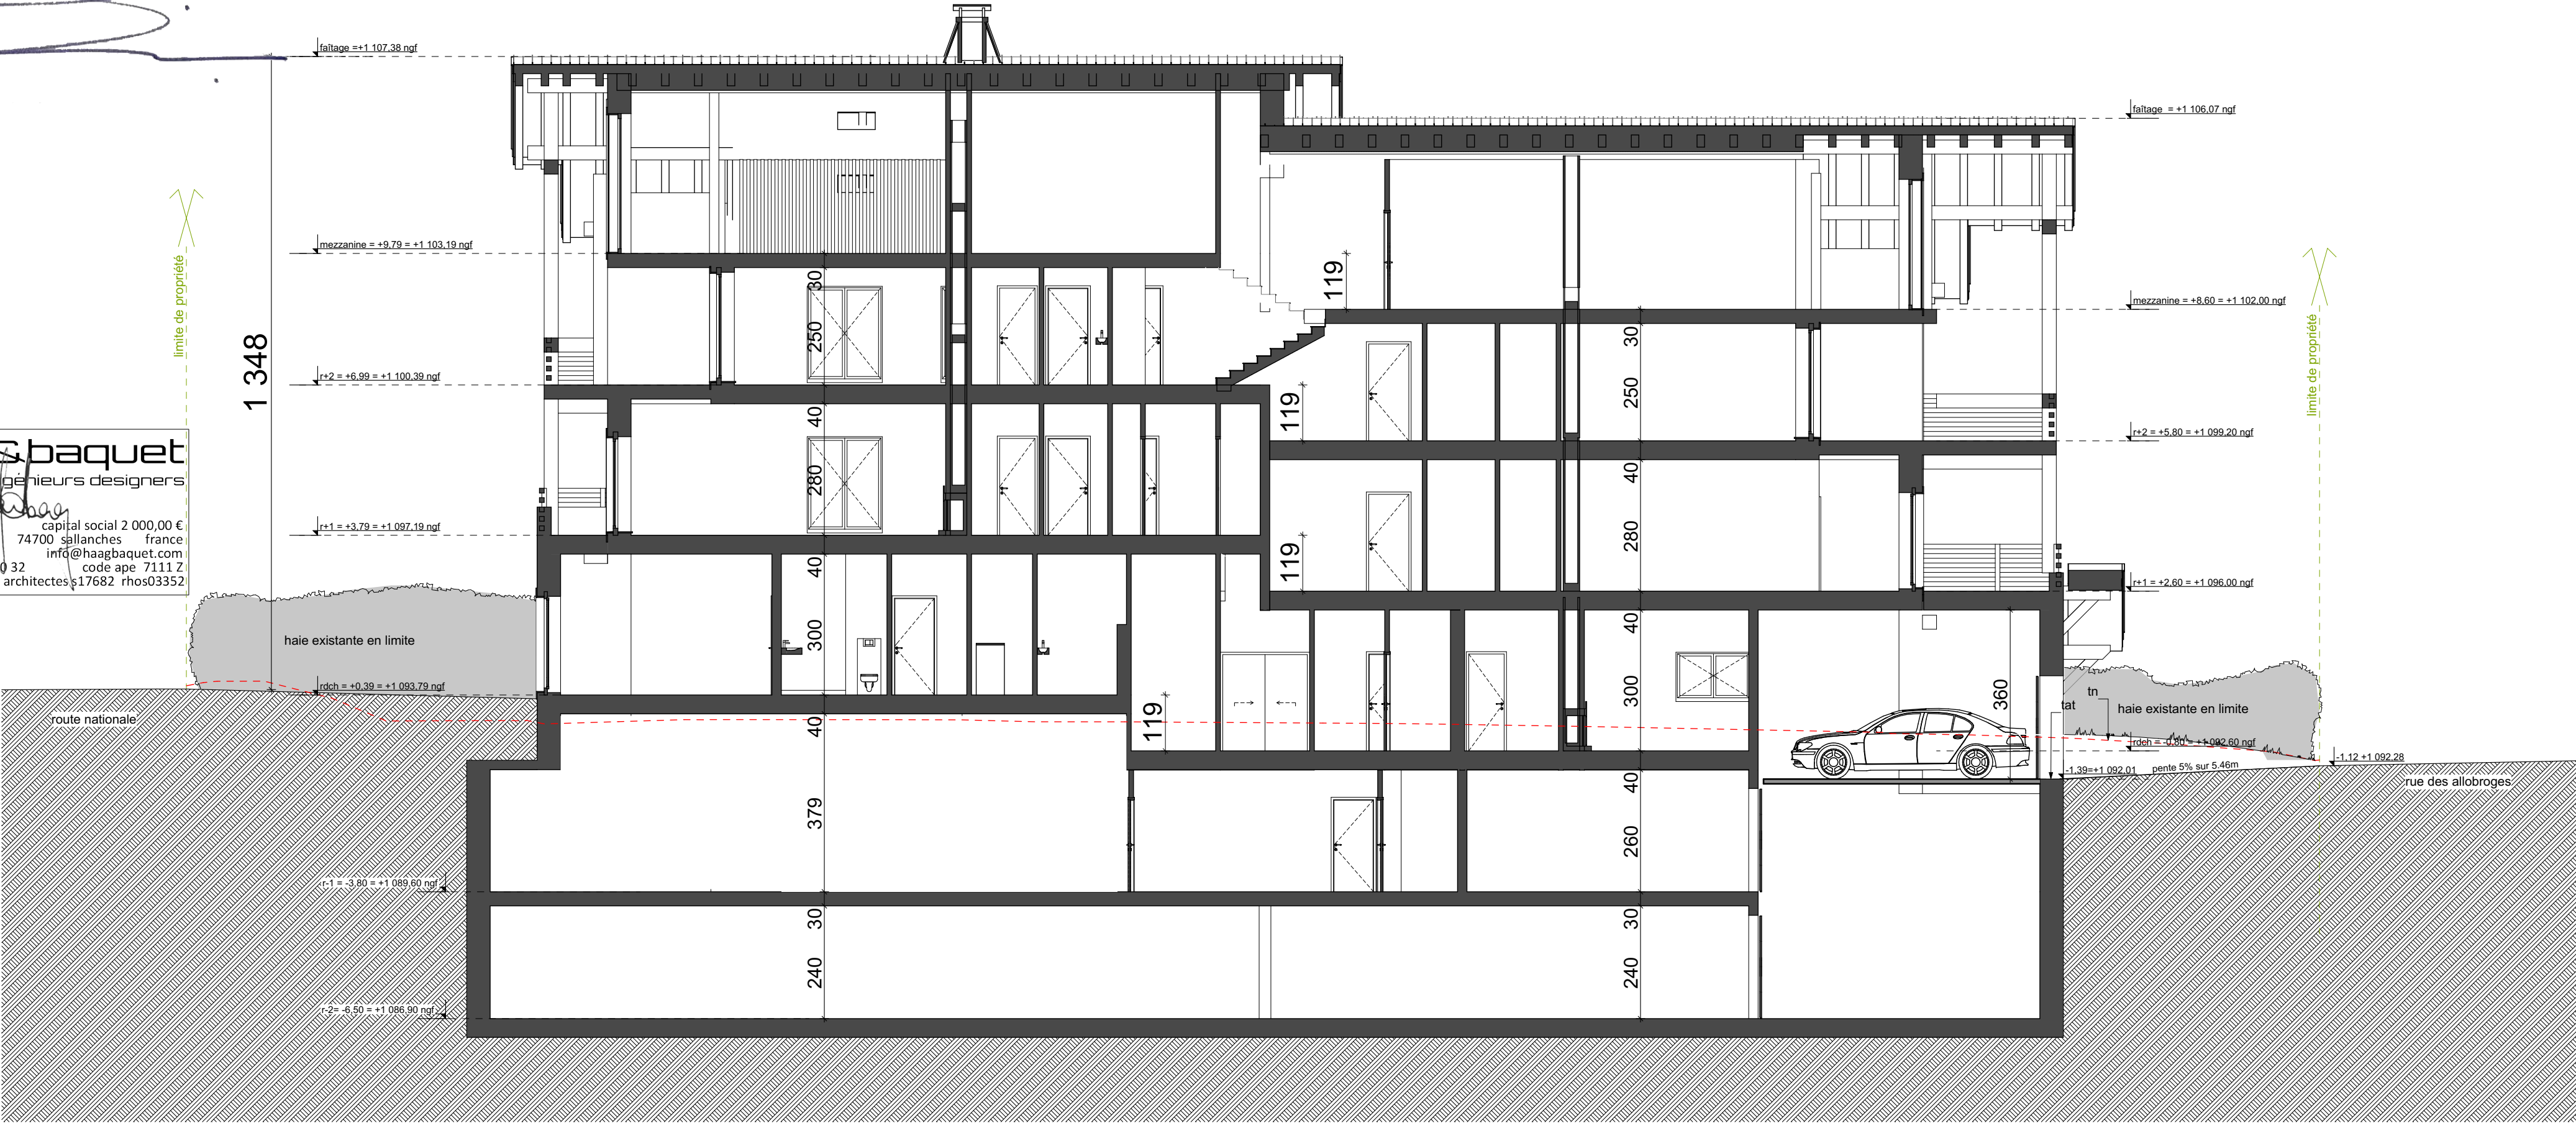 faîtage =+1 107.38 ngf
faîtage = +1 106,07 ngf
limite de propriété
1 348
mezzanine = +9,79 = +1 103,19 ngf
30
250
119
mezzanine = +8,60 = +1 102,00 ngf
limite de propriété
30
250
r+2 = +6,99 = +1 100,39 ngf
40
280
119
r+2 = +5,80 = +1 099,20 ngf
40
280
baquet
génieurs designers
capital social 2 000,00 €
74700 sallanches france
info@haagbaquet.com
0 32 code ape 7111 Z
architectes s17682 rhos03352
r+1 = +3,79 = +1 097,19 ngf
40
300
119
r+1 = +2,60 = +1 096,00 ngf
40
300
360
haie existante en limite
rdch = +0,39 = +1 093,79 ngf
route nationale
40
379
119
tn
tat
haie existante en limite
rdch = -0,80 = +1 092,60 ngf
-1,39=+1 092,01
pente 5% sur 5.46m
-1,12 +1 092,28
rue des allobroges
40
260
r-1 = -3,80 = +1 089,60 ngf
30
240
30
240
r-2= -6,50 = +1 086,90 ngf